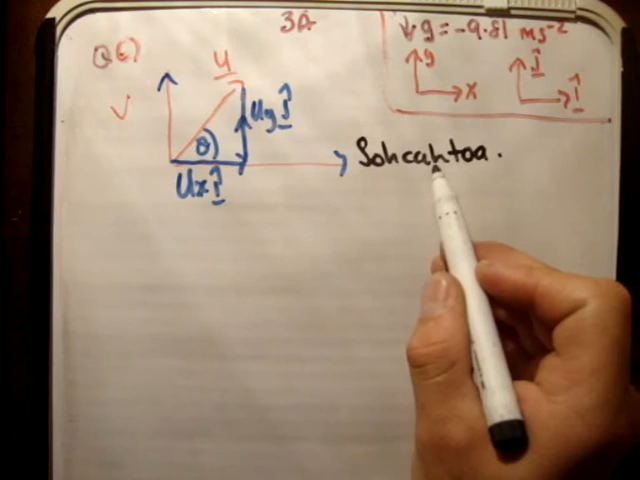 3A
↓ g = -9.81 ms⁻²
Q6)
u
y
x
ĵ
î
uy ĵ
θ
ux î
Sohcahtoa.